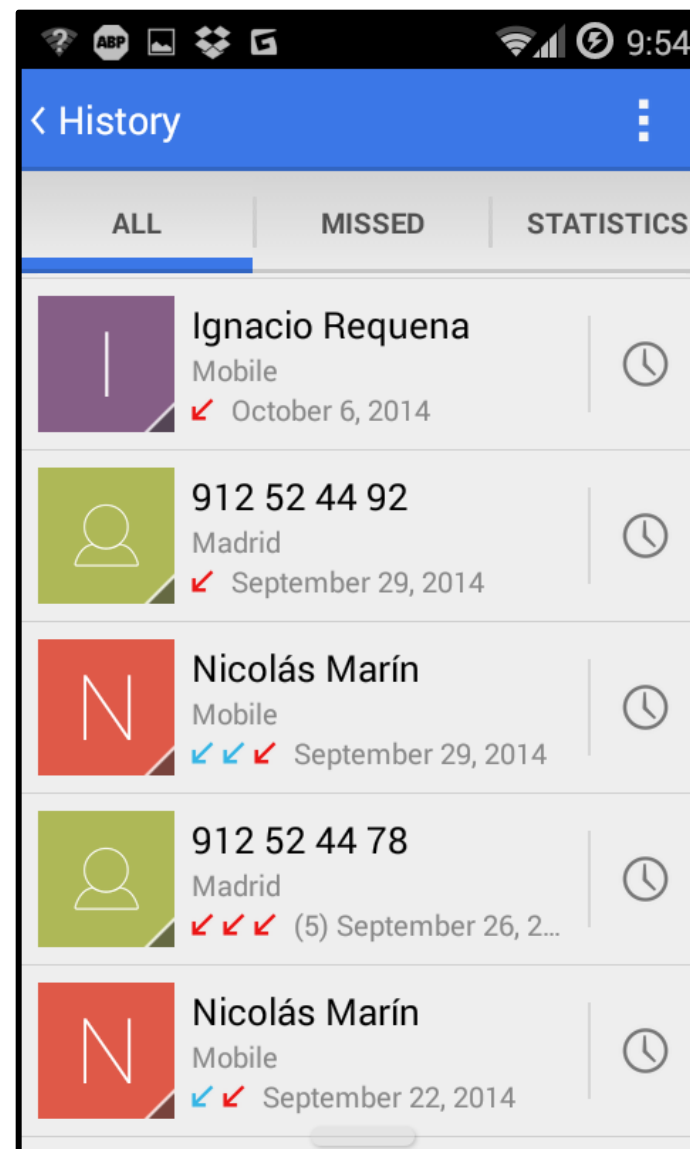 ABP
9:54
History
ALL MISSED STATISTICS
I
Ignacio Requena
Mobile
October 6, 2014
912 52 44 92
Madrid
September 29, 2014
N
Nicolás Marín
Mobile
September 29, 2014
912 52 44 78
Madrid
(5) September 26, 2...
N
Nicolás Marín
Mobile
September 22, 2014